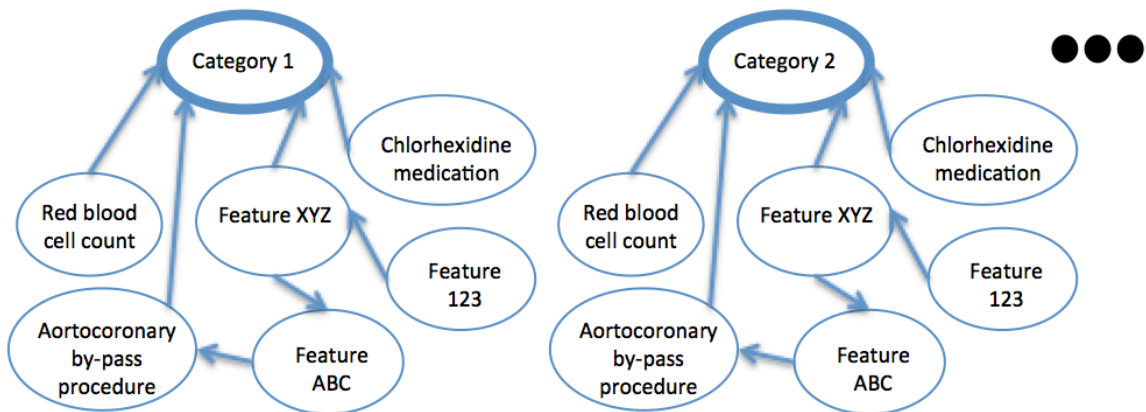 Category 1
Chlorhexidine
medication
Red blood
cell count
Feature XYZ
Feature
123
Aortocoronary
by-pass
procedure
Feature
ABC
Category 2
Chlorhexidine
medication
Red blood
cell count
Feature XYZ
Feature
123
Aortocoronary
by-pass
procedure
Feature
ABC